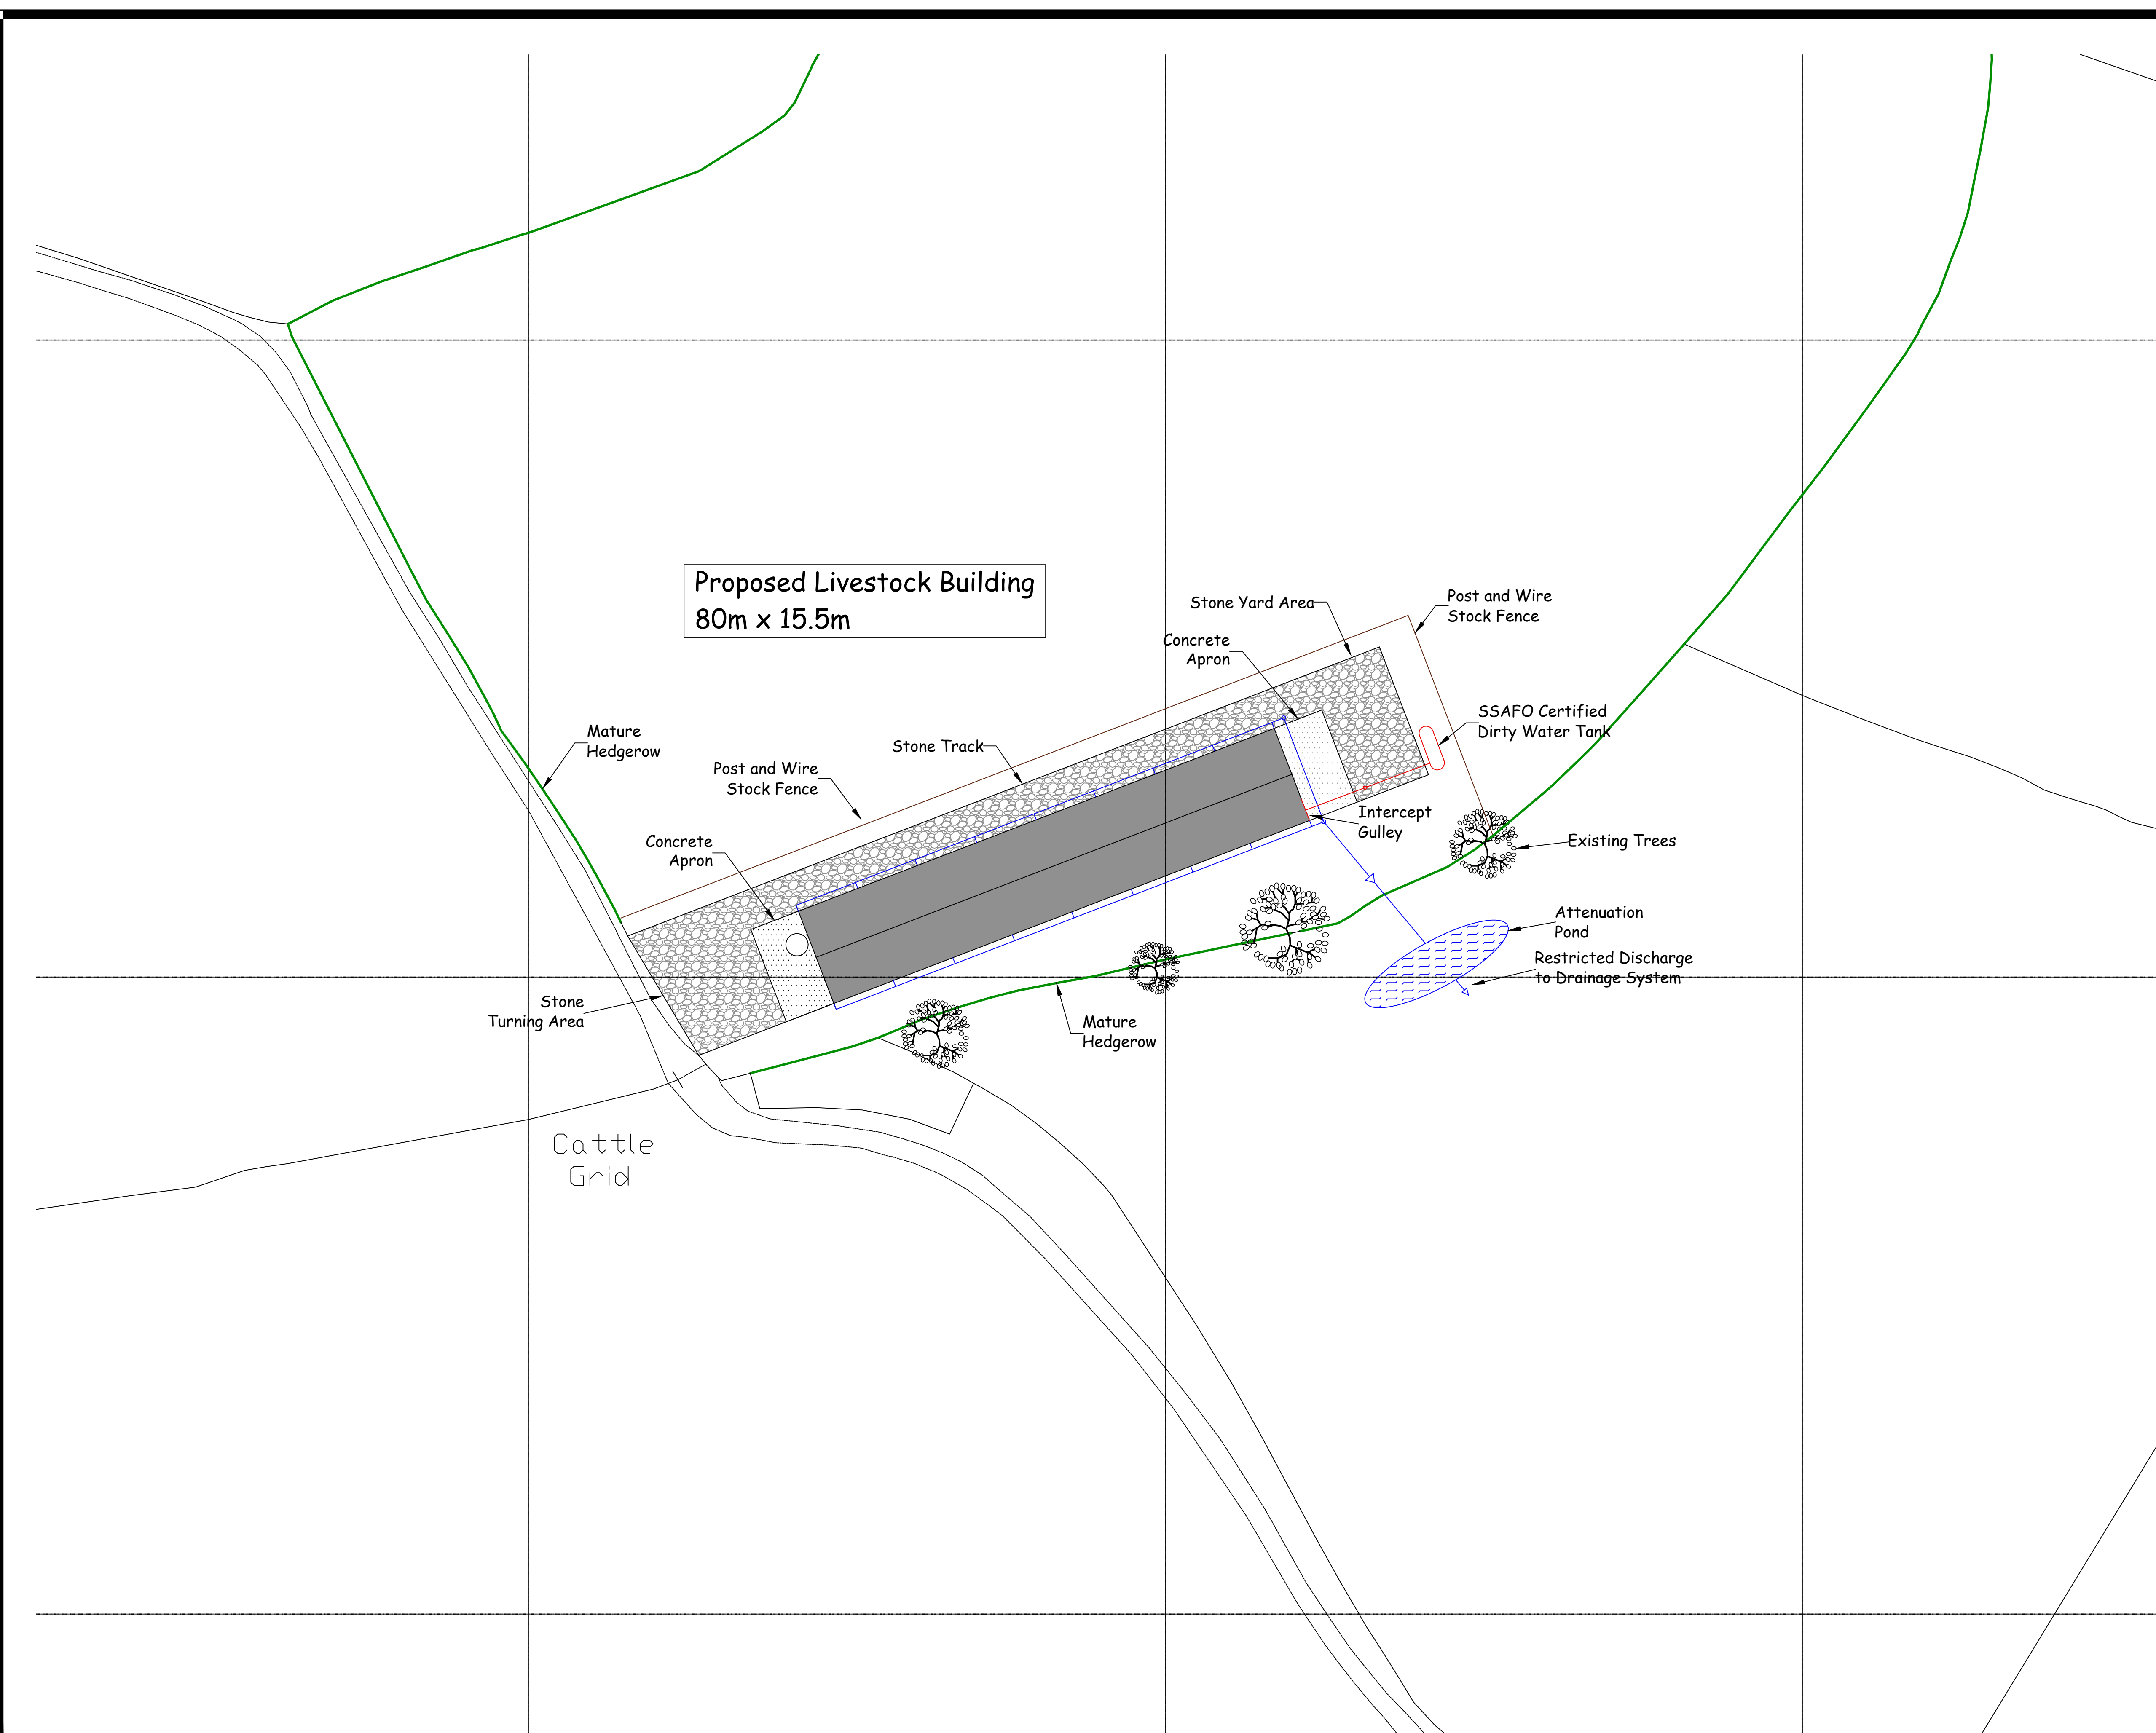 Proposed Livestock Building
80m x 15.5m
Stone Yard Area
Post and Wire
Stock Fence
Concrete
Apron
SSAFO Certified
Dirty Water Tank
Mature
Hedgerow
Stone Track
Post and Wire
Stock Fence
Intercept
Gulley
Concrete
Apron
Existing Trees
Attenuation
Pond
Restricted Discharge
to Drainage System
Stone
Turning Area
Mature
Hedgerow
Cattle
Grid